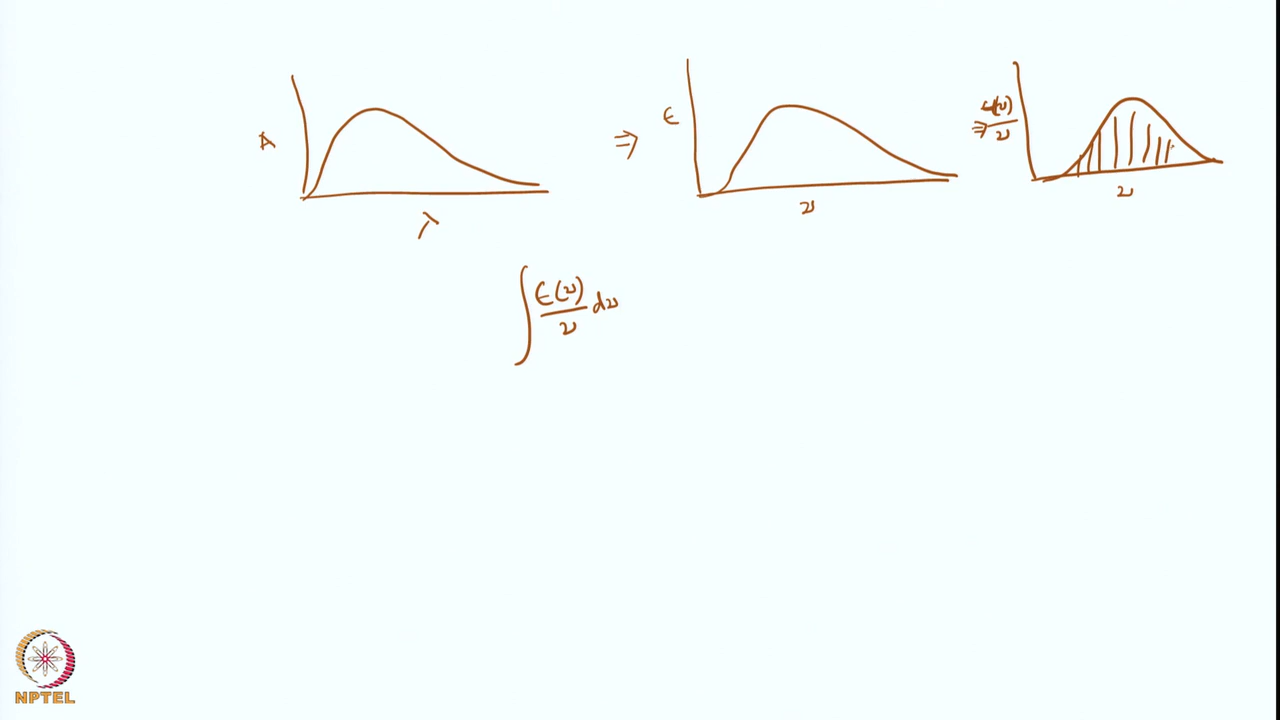 A
λ
⇒
ε
ν
⇒ ε(ν)/ν
ν
∫ ε(ν)/ν dν
NPTEL